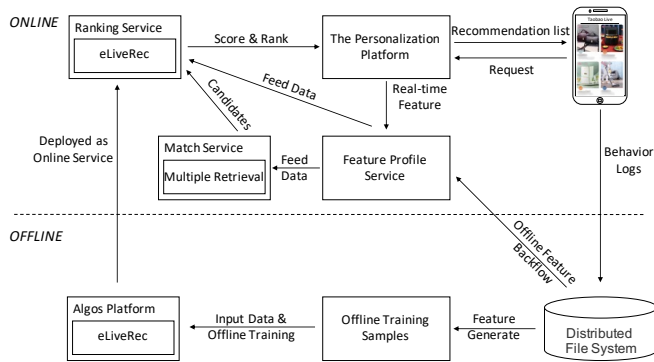 ONLINE
Ranking Service
eLiveRec
Score & Rank
The Personalization
Platform
Recommendation list
Request
Taobao Live
Candidates
Feed Data
Real-time
Feature
Deployed as
Online Service
Match Service
Multiple Retrieval
Feed
Data
Feature Profile
Service
Behavior
Logs
OFFLINE
Offline Feature
Backflow
Algos Platform
eLiveRec
Input Data &
Offline Training
Offline Training
Samples
Feature
Generate
Distributed
File System